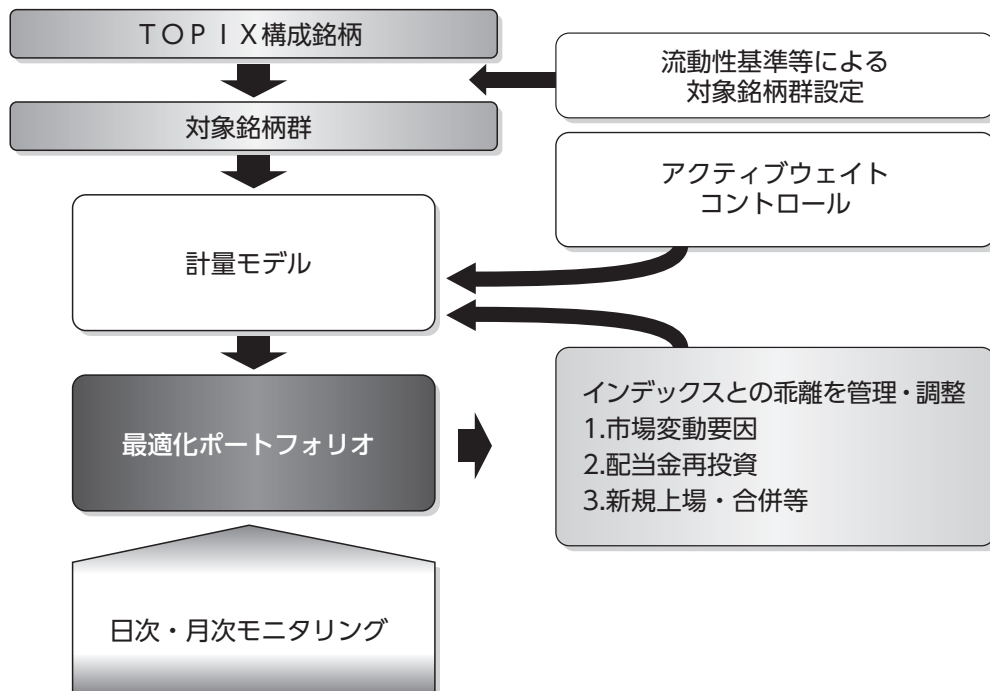 ＴＯＰＩＸ構成銘柄
流動性基準等による
対象銘柄群設定
対象銘柄群
アクティブウェイト
コントロール
計量モデル
最適化ポートフォリオ
インデックスとの乖離を管理・調整
1.市場変動要因
2.配当金再投資
3.新規上場・合併等
日次・月次モニタリング